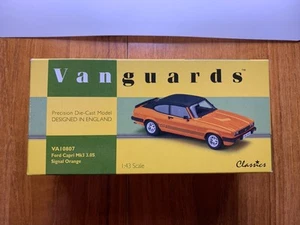 Vanguards™
Precision Die-Cast Model
DESIGNED IN ENGLAND
VA10807
Ford Capri Mk3 3.0S
Signal Orange
1:43 Scale
Classics